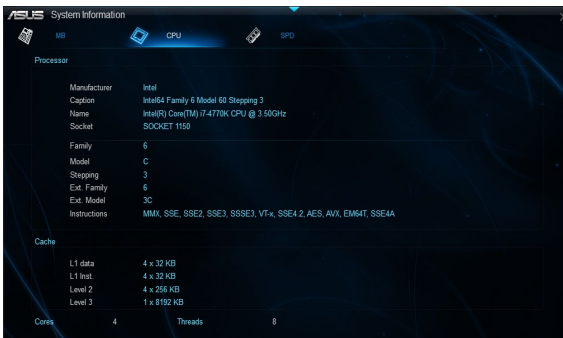 ASUS System Information
MB CPU SPD
Processor
Manufacturer Intel
Caption Intel64 Family 6 Model 60 Stepping 3
Name Intel(R) Core(TM) i7-4770K CPU @ 3.50GHz
Socket SOCKET 1150
Family 6
Model C
Stepping 3
Ext. Family 6
Ext. Model 3C
Instructions MMX, SSE, SSE2, SSE3, SSSE3, VT-x, SSE4.2, AES, AVX, EM64T, SSE4A
Cache
L1 data 4 x 32 KB
L1 Inst. 4 x 32 KB
Level 2 4 x 256 KB
Level 3 1 x 8192 KB
Cores 4 Threads 8